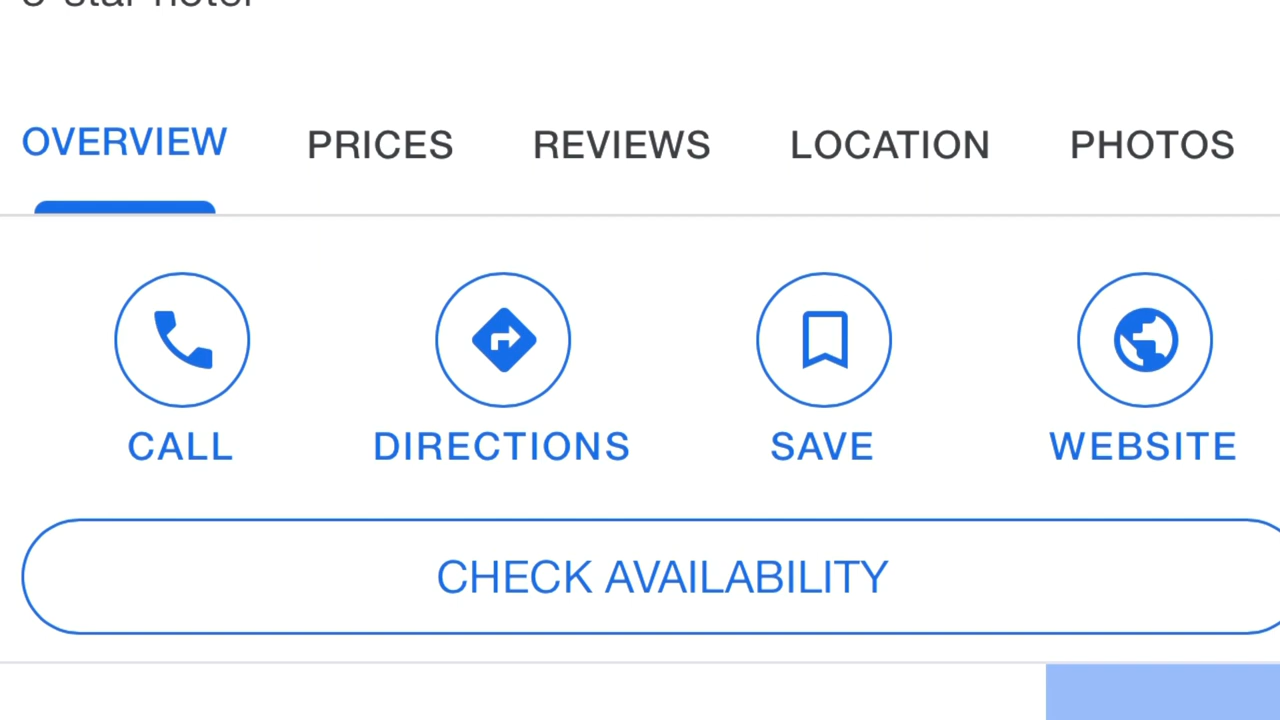 OVERVIEW PRICES REVIEWS LOCATION PHOTOS
CALL DIRECTIONS SAVE WEBSITE
CHECK AVAILABILITY